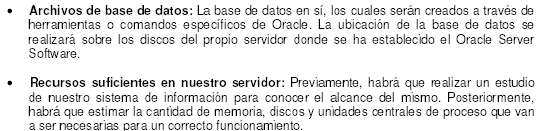 • Archivos de base de datos: La base de datos en sí, los cuales serán creados a través de
herramientas o comandos específicos de Oracle. La ubicación de la base de datos se
realizará sobre los discos del propio servidor donde se ha establecido el Oracle Server
Software.
• Recursos suficientes en nuestro servidor: Previamente, habrá que realizar un estudio
de nuestro sistema de información para conocer el alcance del mismo. Posteriormente,
habrá que estimar la cantidad de memoria, discos y unidades centrales de proceso que van
a ser necesarias para un correcto funcionamiento.